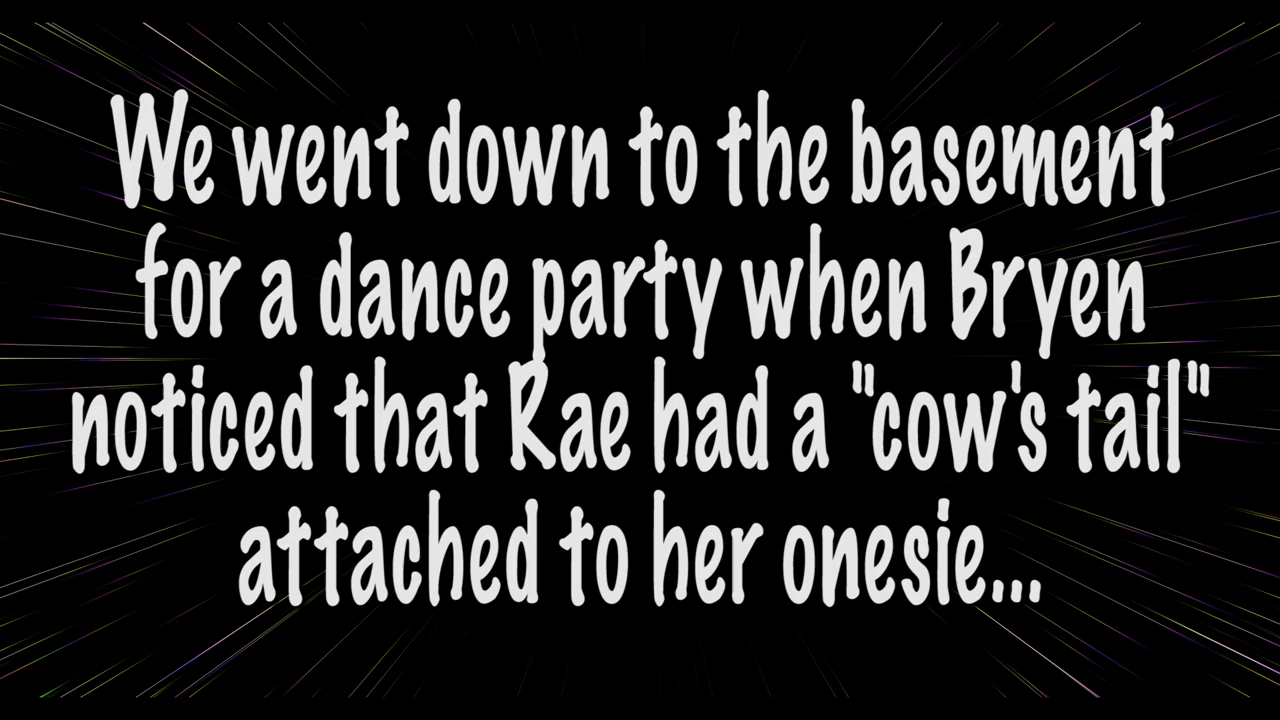 We went down to the basement
for a dance party when Bryen
noticed that Rae had a "cow's tail"
attached to her onesie...